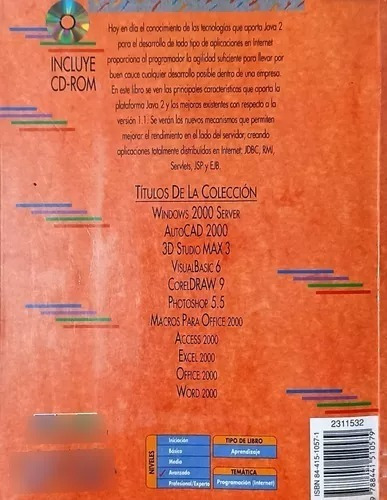 INCLUYE
CD-ROM
Hoy en día el conocimiento de las tecnologías que aporta Java 2
para el desarrollo de todo tipo de aplicaciones en Internet
proporciona al programador la agilidad suficiente para llevar por
buen cauce cualquier desarrollo posible dentro de una empresa.
En este libro se ven las principales características que aporta la
plataforma Java 2 y las mejoras existentes con respecto a la
versión 1.1. Se verán los nuevos mecanismos que permiten
mejorar el rendimiento en el lado del servidor, creando
aplicaciones totalmente distribuidas en Internet: JDBC, RMI,
Servlets, JSP y EJB.
TÍTULOS DE LA COLECCIÓN
WINDOWS 2000 SERVER
AUTOCAD 2000
3D STUDIO MAX 3
VISUALBASIC 6
CORELDRAW 9
PHOTOSHOP 5.5
MACROS PARA OFFICE 2000
ACCESS 2000
EXCEL 2000
OFFICE 2000
WORD 2000
NIVELES
Iniciación
Básico
Medio
Avanzado
Profesional/Experto
TIPO DE LIBRO
Aprendizaje
TEMÁTICA
Programación (Internet)
2311532
ISBN 84-415-1057-1
9788441510579